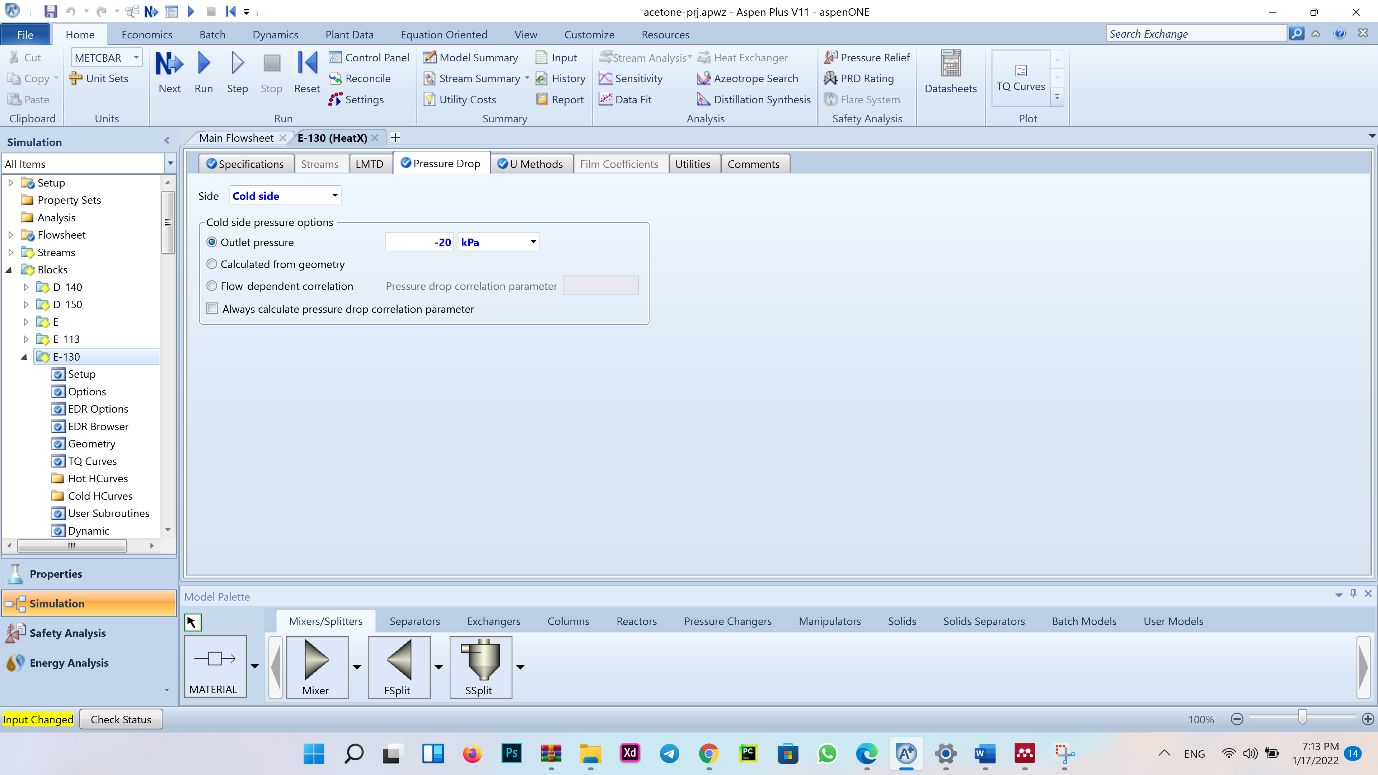 acetone-prj.apwz - Aspen Plus V11 - aspenONE
File Home Economics Batch Dynamics Plant Data Equation Oriented View Customize Resources Search Exchange
Cut METCBAR Control Panel Model Summary Input Stream Analysis Heat Exchanger Pressure Relief
Copy Unit Sets Reconcile Stream Summary History Sensitivity Azeotrope Search PRD Rating
Next Run Step Stop Reset Datasheets TQ Curves
Paste Settings Utility Costs Report Data Fit Distillation Synthesis Flare System
Clipboard Units Run Summary Analysis Safety Analysis Plot
Simulation Main Flowsheet E-130 (HeatX)
All Items Specifications Streams LMTD Pressure Drop U Methods Film Coefficients Utilities Comments
Setup
Side Cold side
Property Sets
Analysis
Cold side pressure options
Flowsheet
Outlet pressure -20 kPa
Streams
Calculated from geometry
Blocks
D 140
Flow dependent correlation Pressure drop correlation parameter
D 150
Always calculate pressure drop correlation parameter
E
E 113
E-130
Setup
Options
EDR Options
EDR Browser
Geometry
TQ Curves
Hot HCurves
Cold HCurves
User Subroutines
Dynamic
Properties
Simulation
Safety Analysis
Energy Analysis
Model Palette
Mixers/Splitters Separators Exchangers Columns Reactors Pressure Changers Manipulators Solids Solids Separators Batch Models User Models
MATERIAL Mixer FSplit SSplit
Input Changed Check Status 100%
Ps Xd PC W
ENG 7:13 PM 14
1/17/2022